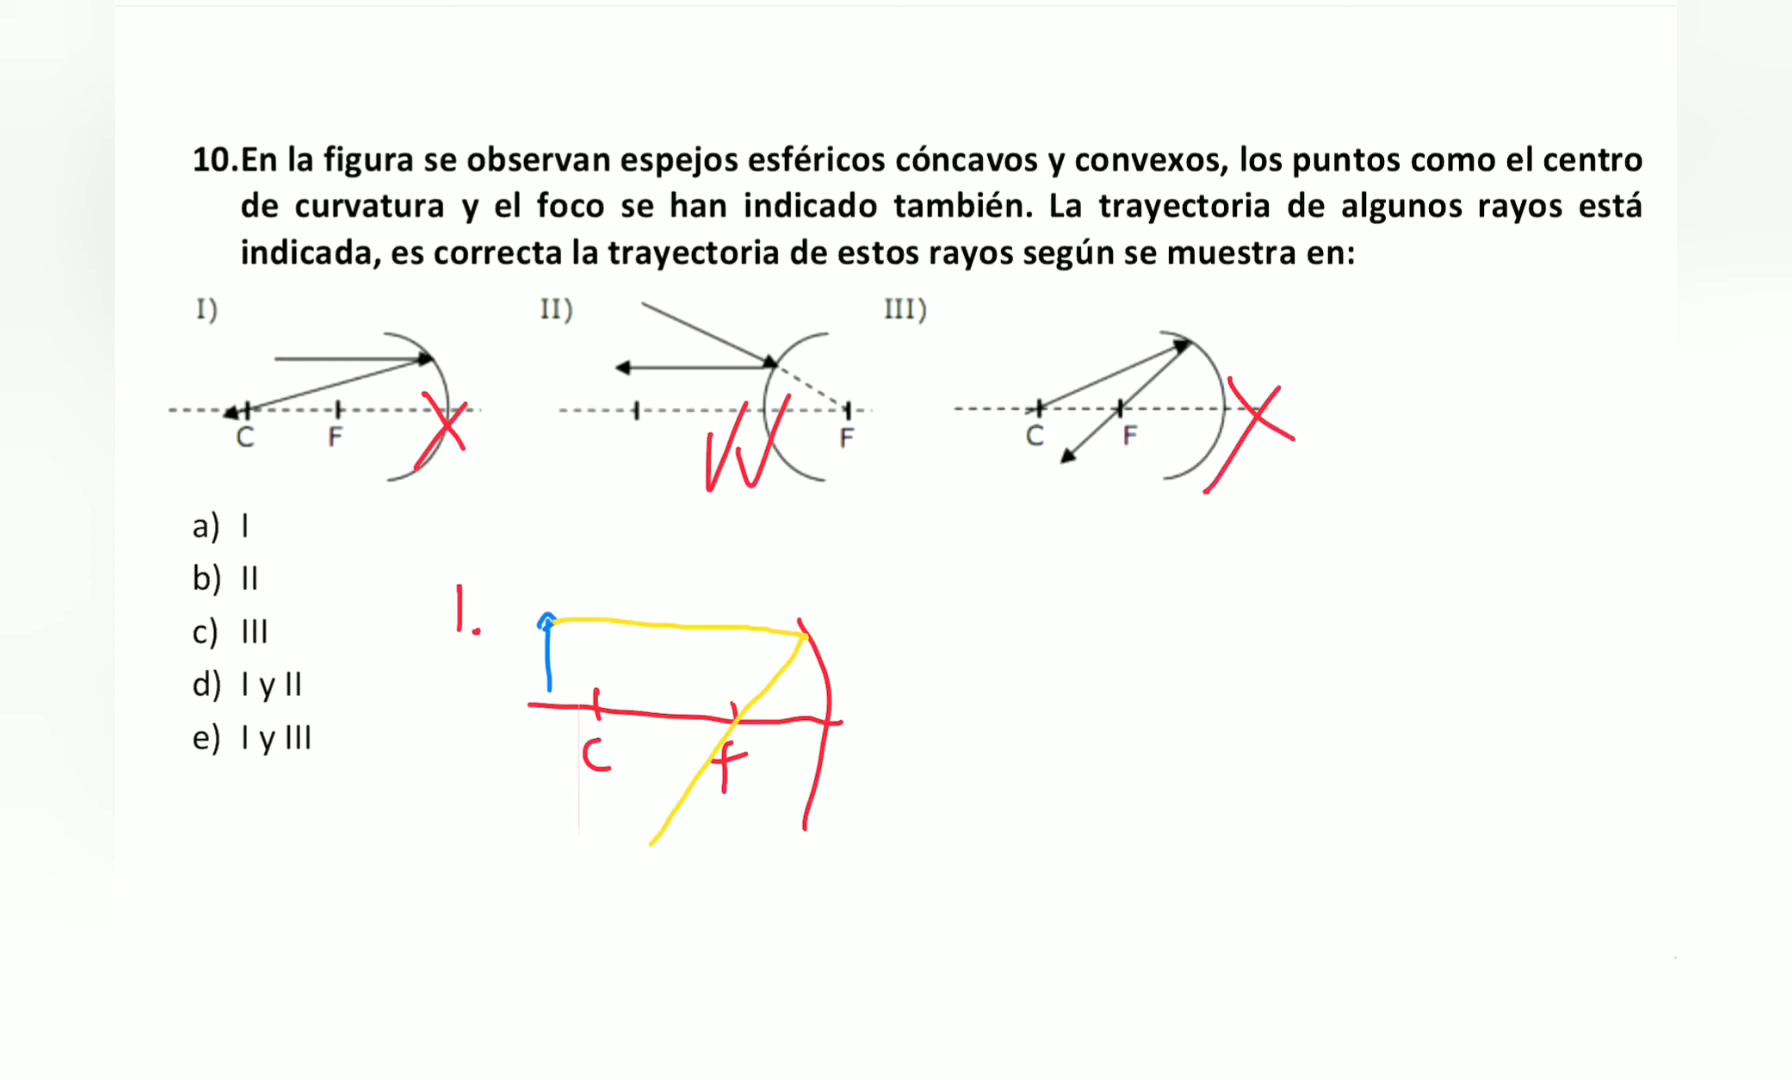 10.En la figura se observan espejos esféricos cóncavos y convexos, los puntos como el centro
de curvatura y el foco se han indicado también. La trayectoria de algunos rayos está
indicada, es correcta la trayectoria de estos rayos según se muestra en:
I) II) III)
C F F C F
a) I
b) II
c) III
d) I y II
e) I y III
1.
C f